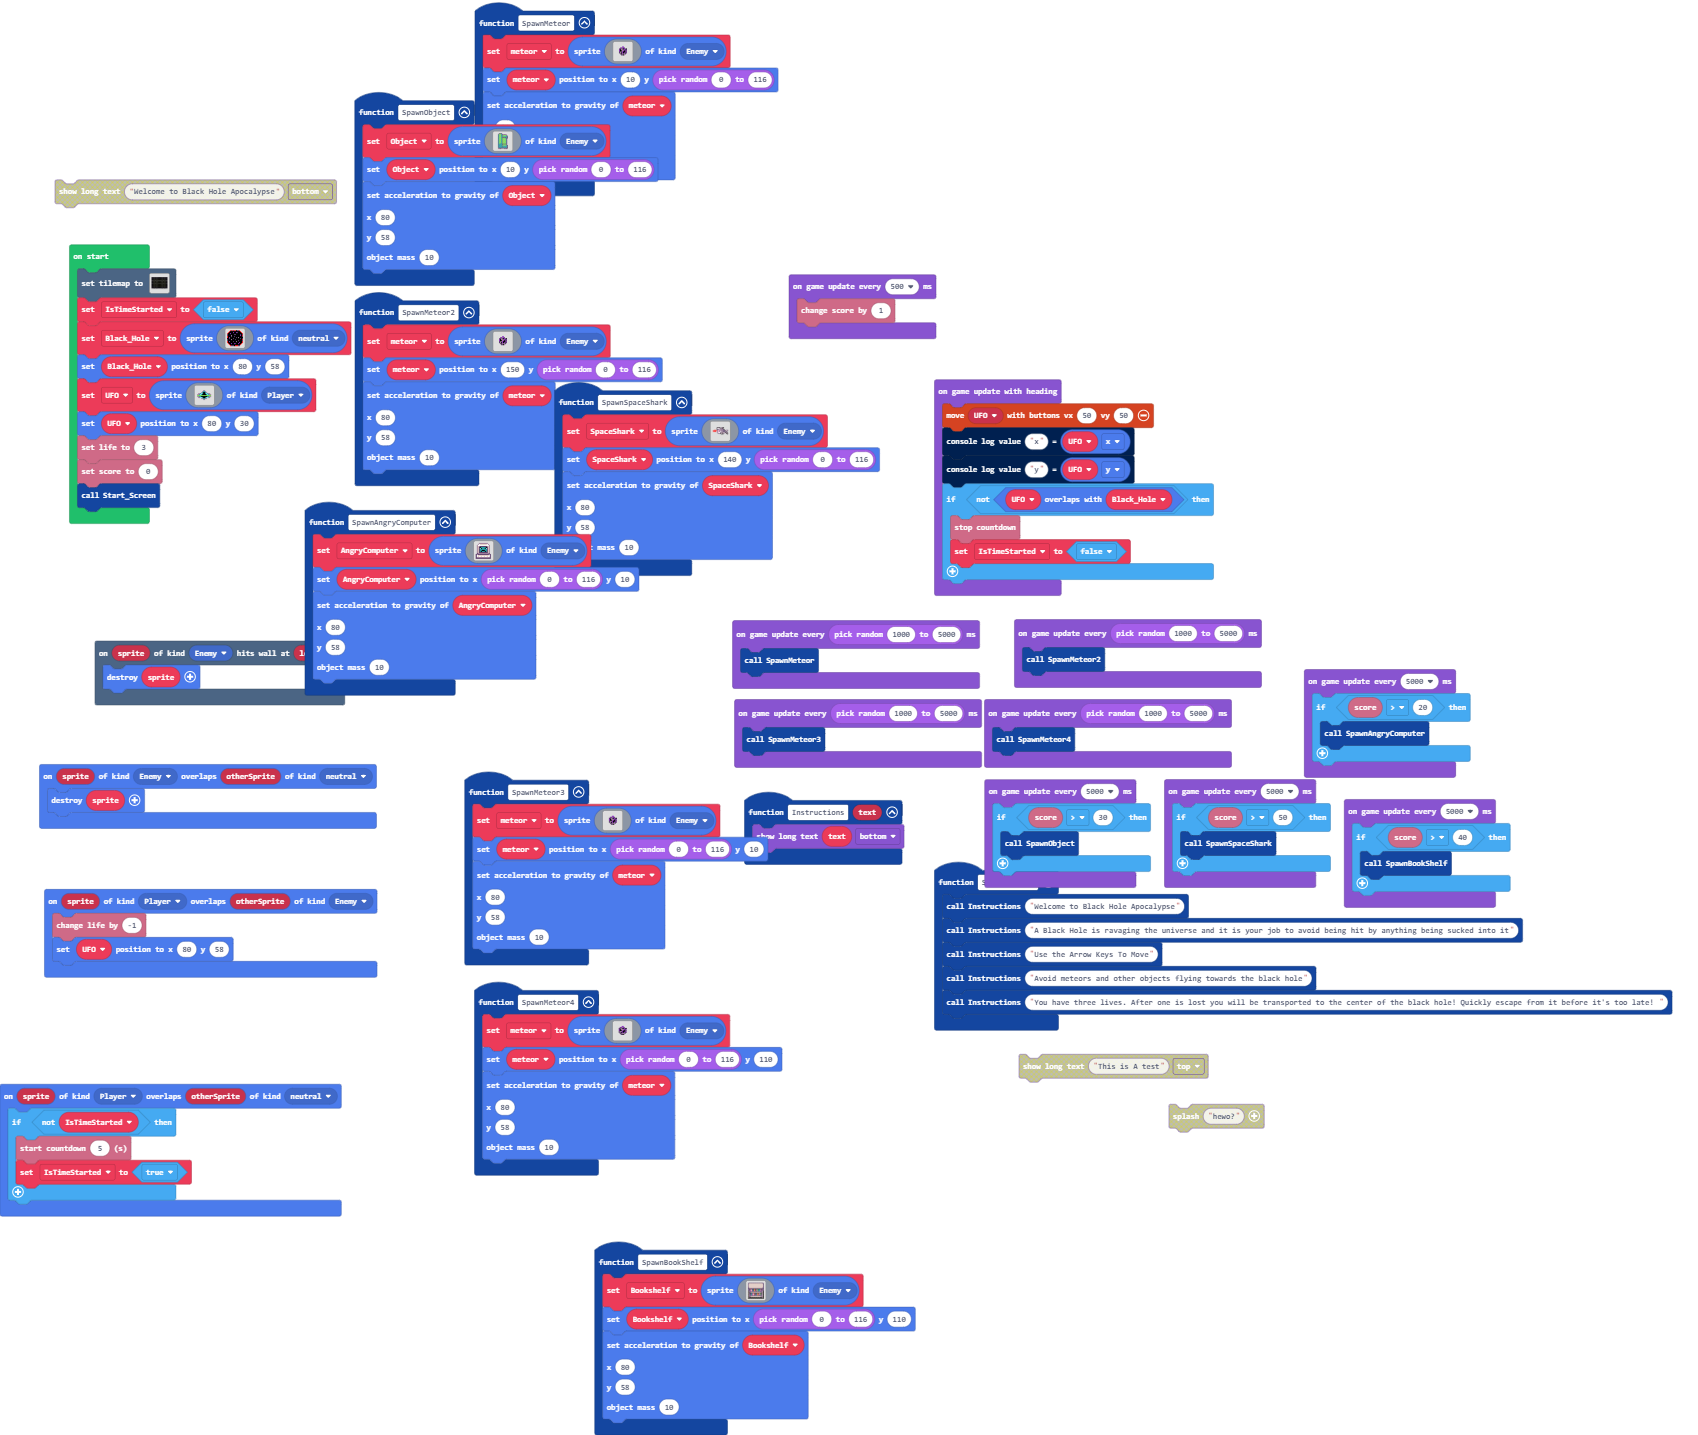 function SpawnMeteor
set meteor to sprite of kind Enemy
set meteor position to x 10 y pick random 0 to 116
set acceleration to gravity of meteor
function SpawnObject
set Object to sprite of kind Enemy
set Object position to x 10 y pick random 0 to 116
set acceleration to gravity of Object
x 80
y 58
object mass 10
show long text "Welcome to Black Hole Apocalypse" bottom
on start
set tilemap to
set IsTimeStarted to false
set Black_Hole to sprite of kind neutral
set Black_Hole position to x 80 y 58
set UFO to sprite of kind Player
set UFO position to x 80 y 30
set life to 3
set score to 0
call Start_Screen
function SpawnMeteor2
set meteor to sprite of kind Enemy
set meteor position to x 150 y pick random 0 to 116
set acceleration to gravity of meteor
x 80
y 58
object mass 10
function SpawnSpaceShark
set SpaceShark to sprite of kind Enemy
set SpaceShark position to x 140 y pick random 0 to 116
set acceleration to gravity of SpaceShark
x 80
y 58
mass 10
function SpawnAngryComputer
set AngryComputer to sprite of kind Enemy
set AngryComputer position to x pick random 0 to 116 y 10
set acceleration to gravity of AngryComputer
x 80
y 58
object mass 10
on game update every 500 ms
change score by 1
on game update with heading
move UFO with buttons vx 50 vy 50
console log value "x" = UFO x
console log value "y" = UFO y
if not UFO overlaps with Black_Hole then
stop countdown
set IsTimeStarted to false
on sprite of kind Enemy hits wall at
destroy sprite
on game update every pick random 1000 to 5000 ms
call SpawnMeteor
on game update every pick random 1000 to 5000 ms
call SpawnMeteor2
on game update every pick random 1000 to 5000 ms
call SpawnMeteor3
on game update every pick random 1000 to 5000 ms
call SpawnMeteor4
on game update every 5000 ms
if score > 20 then
call SpawnAngryComputer
on game update every 5000 ms
if score > 30 then
call SpawnObject
on game update every 5000 ms
if score > 50 then
call SpawnSpaceShark
on game update every 5000 ms
if score > 40 then
call SpawnBookShelf
on sprite of kind Enemy overlaps otherSprite of kind neutral
destroy sprite
function SpawnMeteor3
set meteor to sprite of kind Enemy
set meteor position to x pick random 0 to 116 y 10
set acceleration to gravity of meteor
x 80
y 58
object mass 10
function Instructions text
show long text text bottom
function
call Instructions "Welcome to Black Hole Apocalypse"
call Instructions "A Black Hole is ravaging the universe and it is your job to avoid being hit by anything being sucked into it"
call Instructions "Use the Arrow Keys To Move"
call Instructions "Avoid meteors and other objects flying towards the black hole"
call Instructions "You have three lives. After one is lost you will be transported to the center of the black hole! Quickly escape from it before it's too late! "
on sprite of kind Player overlaps otherSprite of kind Enemy
change life by -1
set UFO position to x 80 y 58
function SpawnMeteor4
set meteor to sprite of kind Enemy
set meteor position to x pick random 0 to 116 y 110
set acceleration to gravity of meteor
x 80
y 58
object mass 10
show long text "This is A test" top
splash "hewo?"
on sprite of kind Player overlaps otherSprite of kind neutral
if not IsTimeStarted then
start countdown 5 (s)
set IsTimeStarted to true
function SpawnBookShelf
set Bookshelf to sprite of kind Enemy
set Bookshelf position to x pick random 0 to 116 y 110
set acceleration to gravity of Bookshelf
x 80
y 58
object mass 10